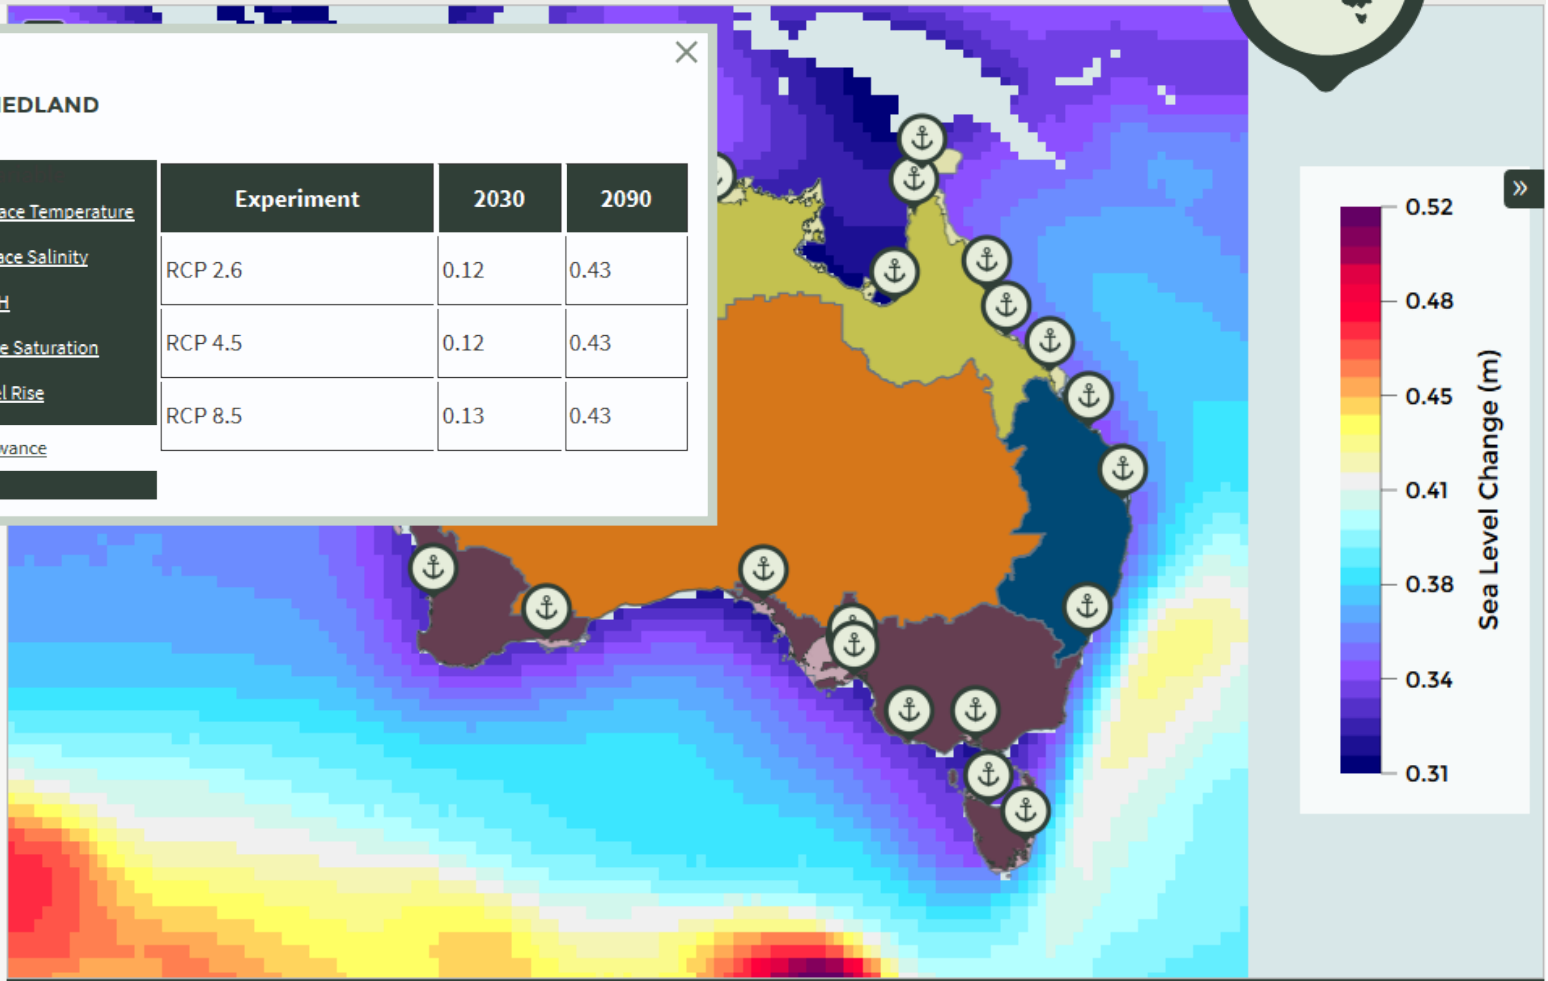 IEDLAND
ace Temperature
ace Salinity
H
e Saturation
el Rise
wance
Experiment 2030 2090
RCP 2.6 0.12 0.43
RCP 4.5 0.12 0.43
RCP 8.5 0.13 0.43
»
0.52
0.48
0.45
0.41
0.38
0.34
0.31
Sea Level Change (m)